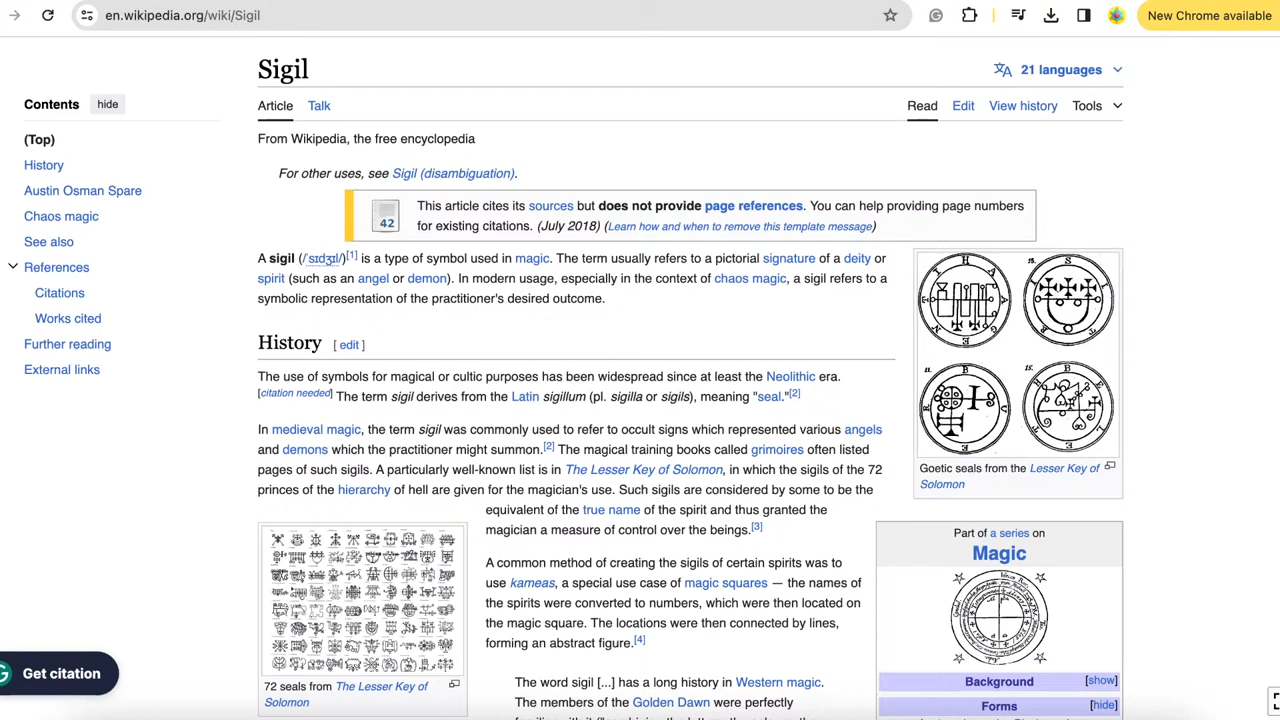 en.wikipedia.org/wiki/Sigil
New Chrome available
Sigil
21 languages
Contents
hide
Article
Talk
Read
Edit
View history
Tools
From Wikipedia, the free encyclopedia
(Top)
History
Austin Osman Spare
Chaos magic
See also
References
Citations
Works cited
Further reading
External links
For other uses, see Sigil (disambiguation).
42
This article cites its sources but does not provide page references. You can help providing page numbers
for existing citations. (July 2018) (Learn how and when to remove this template message)
A sigil (/ˈsɪdʒɪl/)[1] is a type of symbol used in magic. The term usually refers to a pictorial signature of a deity or
spirit (such as an angel or demon). In modern usage, especially in the context of chaos magic, a sigil refers to a
symbolic representation of the practitioner's desired outcome.
History [ edit ]
The use of symbols for magical or cultic purposes has been widespread since at least the Neolithic era.
[citation needed] The term sigil derives from the Latin sigillum (pl. sigilla or sigils), meaning "seal."[2]
In medieval magic, the term sigil was commonly used to refer to occult signs which represented various angels
and demons which the practitioner might summon.[2] The magical training books called grimoires often listed
pages of such sigils. A particularly well-known list is in The Lesser Key of Solomon, in which the sigils of the 72
princes of the hierarchy of hell are given for the magician's use. Such sigils are considered by some to be the
equivalent of the true name of the spirit and thus granted the
magician a measure of control over the beings.[3]
A common method of creating the sigils of certain spirits was to
use kameas, a special use case of magic squares — the names of
the spirits were converted to numbers, which were then located on
the magic square. The locations were then connected by lines,
forming an abstract figure.[4]
The word sigil [...] has a long history in Western magic.
The members of the Golden Dawn were perfectly
72 seals from The Lesser Key of
Solomon
Goetic seals from the Lesser Key of
Solomon
Part of a series on
Magic
Background [show]
Forms [hide]
Get citation